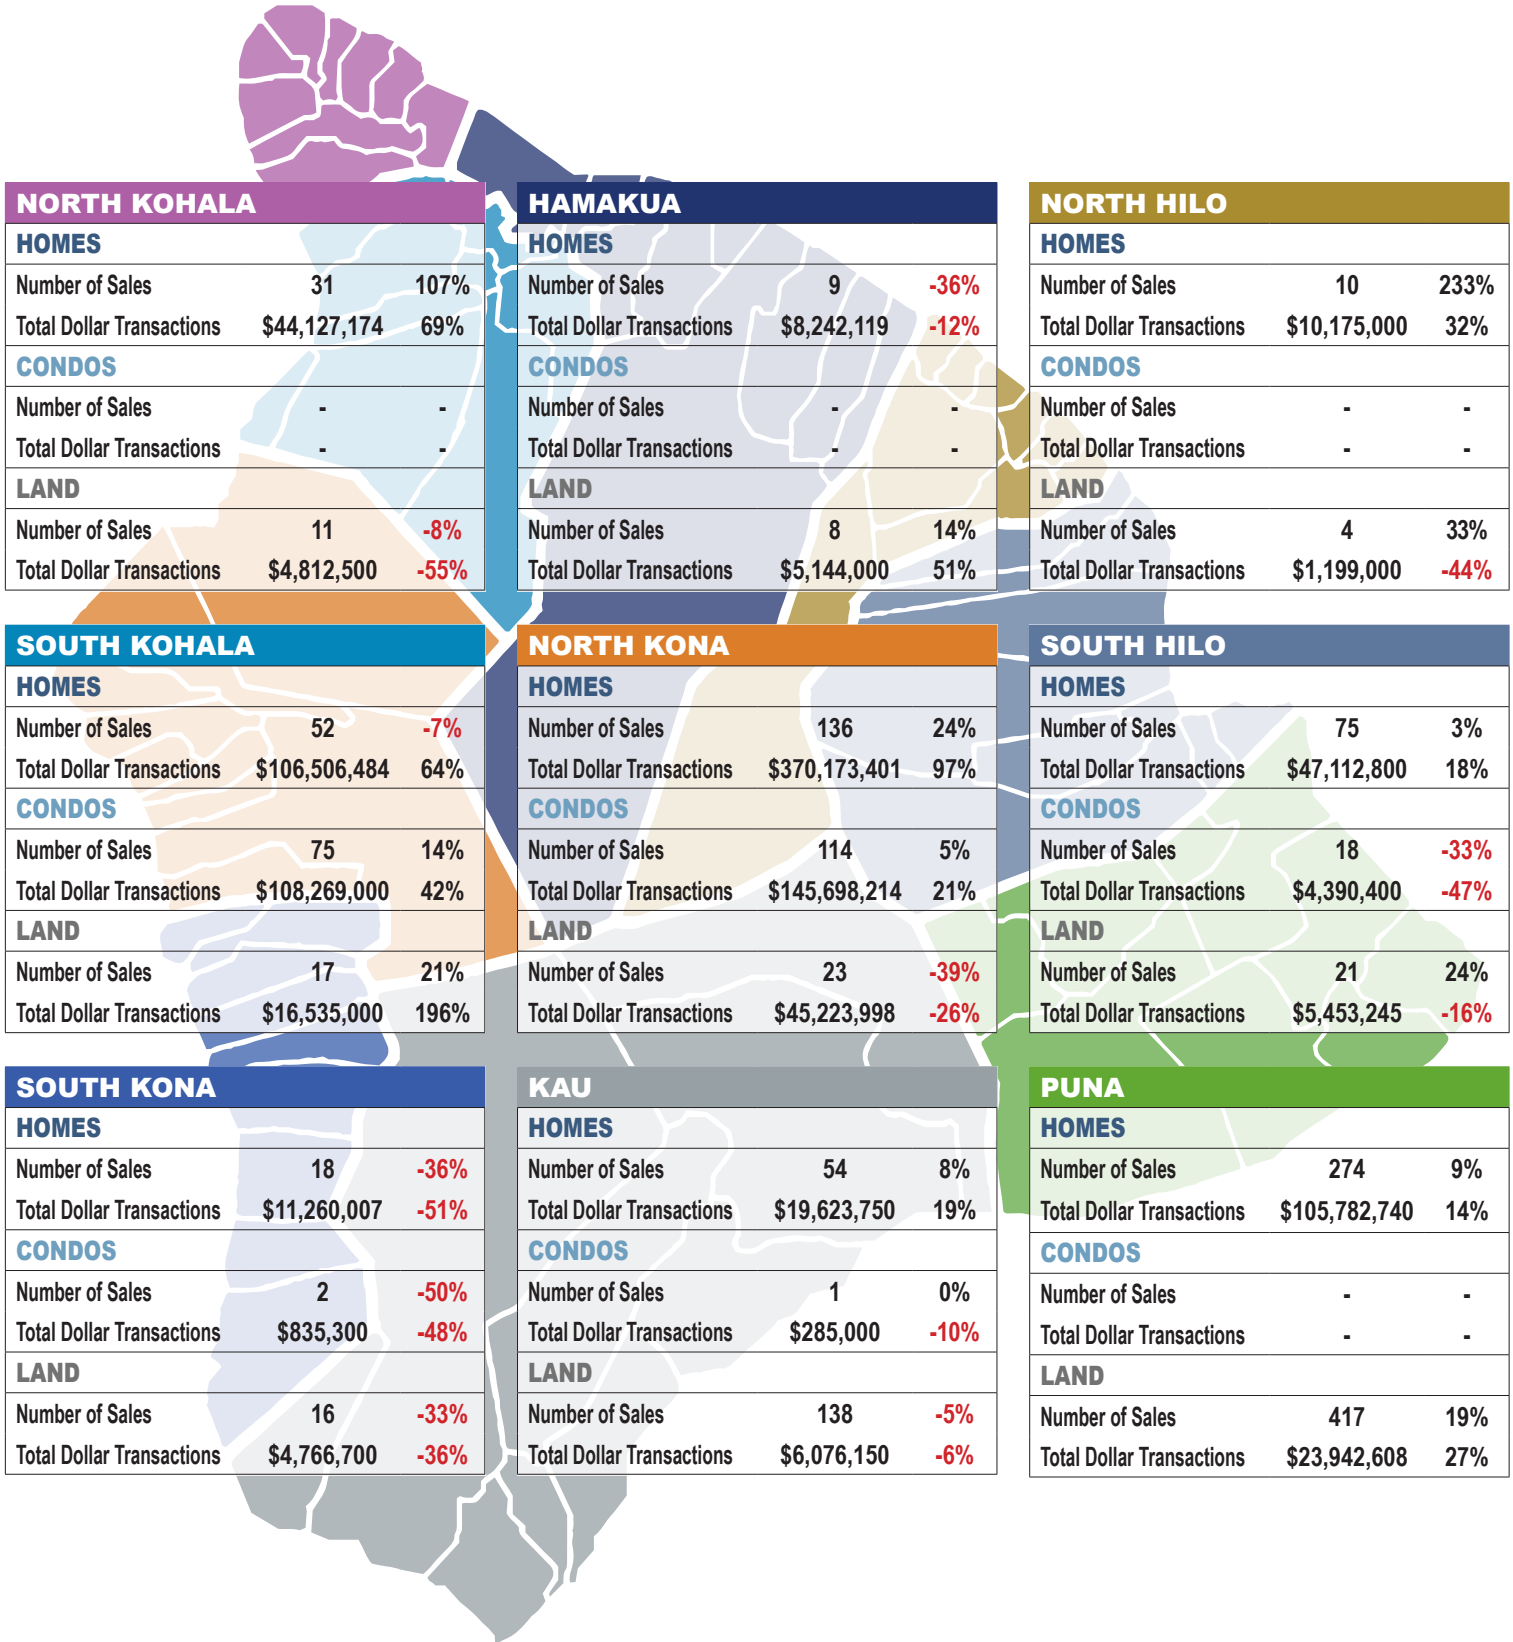 NORTH KOHALA
HOMES
Number of Sales 31 107%
Total Dollar Transactions $44,127,174 69%
CONDOS
Number of Sales - -
Total Dollar Transactions - -
LAND
Number of Sales 11 -8%
Total Dollar Transactions $4,812,500 -55%
HAMAKUA
HOMES
Number of Sales 9 -36%
Total Dollar Transactions $8,242,119 -12%
CONDOS
Number of Sales - -
Total Dollar Transactions - -
LAND
Number of Sales 8 14%
Total Dollar Transactions $5,144,000 51%
NORTH HILO
HOMES
Number of Sales 10 233%
Total Dollar Transactions $10,175,000 32%
CONDOS
Number of Sales - -
Total Dollar Transactions - -
LAND
Number of Sales 4 33%
Total Dollar Transactions $1,199,000 -44%
SOUTH KOHALA
HOMES
Number of Sales 52 -7%
Total Dollar Transactions $106,506,484 64%
CONDOS
Number of Sales 75 14%
Total Dollar Transactions $108,269,000 42%
LAND
Number of Sales 17 21%
Total Dollar Transactions $16,535,000 196%
NORTH KONA
HOMES
Number of Sales 136 24%
Total Dollar Transactions $370,173,401 97%
CONDOS
Number of Sales 114 5%
Total Dollar Transactions $145,698,214 21%
LAND
Number of Sales 23 -39%
Total Dollar Transactions $45,223,998 -26%
SOUTH HILO
HOMES
Number of Sales 75 3%
Total Dollar Transactions $47,112,800 18%
CONDOS
Number of Sales 18 -33%
Total Dollar Transactions $4,390,400 -47%
LAND
Number of Sales 21 24%
Total Dollar Transactions $5,453,245 -16%
SOUTH KONA
HOMES
Number of Sales 18 -36%
Total Dollar Transactions $11,260,007 -51%
CONDOS
Number of Sales 2 -50%
Total Dollar Transactions $835,300 -48%
LAND
Number of Sales 16 -33%
Total Dollar Transactions $4,766,700 -36%
KAU
HOMES
Number of Sales 54 8%
Total Dollar Transactions $19,623,750 19%
CONDOS
Number of Sales 1 0%
Total Dollar Transactions $285,000 -10%
LAND
Number of Sales 138 -5%
Total Dollar Transactions $6,076,150 -6%
PUNA
HOMES
Number of Sales 274 9%
Total Dollar Transactions $105,782,740 14%
CONDOS
Number of Sales - -
Total Dollar Transactions - -
LAND
Number of Sales 417 19%
Total Dollar Transactions $23,942,608 27%